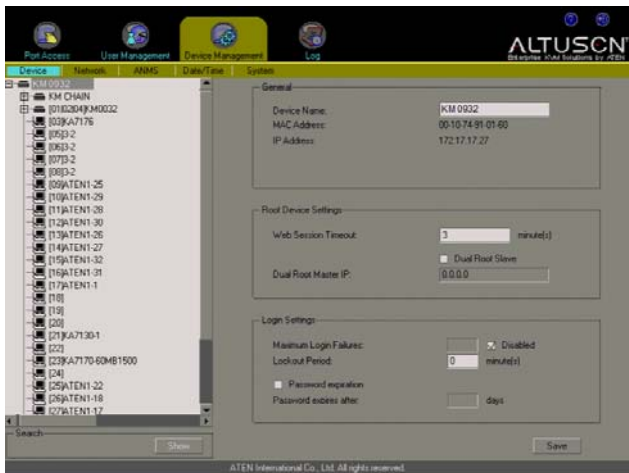 Port Access
User Management
Device Management
Log
ALTUSCN
Enterprise KVM Solutions by ATEN
Device
Network
ANMS
Date/Time
System
KM 0932
KM CHAIN
[01|02|04]KM0032
[03]KA7176
[05]3-2
[06]3-2
[07]3-2
[08]3-2
[09]ATEN1-25
[10]ATEN1-29
[11]ATEN1-28
[12]ATEN1-30
[13]ATEN1-26
[14]ATEN1-27
[15]ATEN1-32
[16]ATEN1-31
[17]ATEN1-1
[18]
[19]
[20]
[21]KA7130-1
[22]
[23]KA7170-60MB1500
[24]
[25]ATEN1-22
[26]ATEN1-18
[27]ATEN1-17
Search
Show
General
Device Name: KM 0932
MAC Address: 00-10-74-91-01-60
IP Address: 172.17.17.27
Root Device Settings
Web Session Timeout: 3 minute(s)
Dual Root Slave
Dual Root Master IP: 0.0.0.0
Login Settings
Maximum Login Failures: Disabled
Lockout Period: 0 minute(s)
Password expiration
Password expires after: days
Save
ATEN International Co., Ltd. All rights reserved.